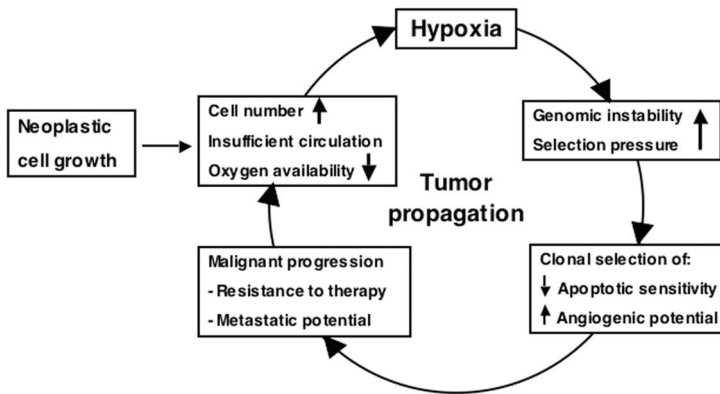 Hypoxia
Neoplastic
cell growth
Cell number ↑
Insufficient circulation
Oxygen availability ↓
Genomic instability
Selection pressure ↑
Tumor
propagation
Clonal selection of:
↓ Apoptotic sensitivity
↑ Angiogenic potential
Malignant progression
- Resistance to therapy
- Metastatic potential